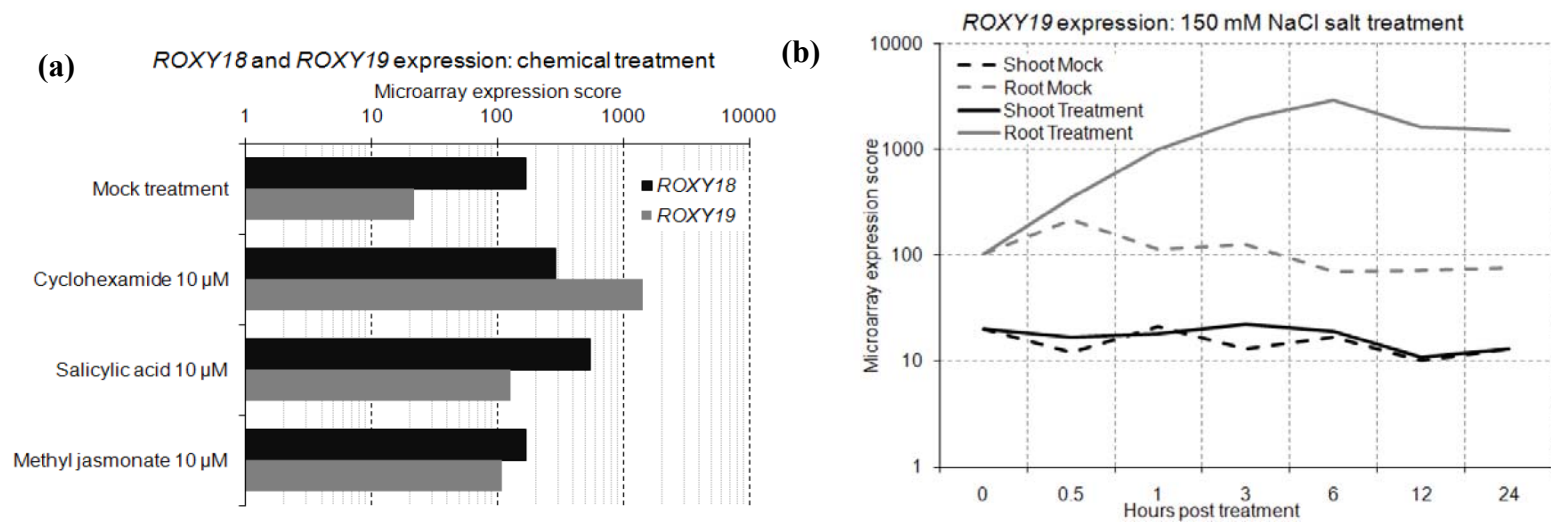 (a)
ROXY18 and ROXY19 expression: chemical treatment
Microarray expression score
1 10 100 1000 10000
Mock treatment
Cyclohexamide 10 µM
Salicylic acid 10 µM
Methyl jasmonate 10 µM
ROXY18
ROXY19
(b)
ROXY19 expression: 150 mM NaCl salt treatment
Microarray expression score
10000
1000
100
10
1
Shoot Mock
Root Mock
Shoot Treatment
Root Treatment
0 0.5 1 3 6 12 24
Hours post treatment